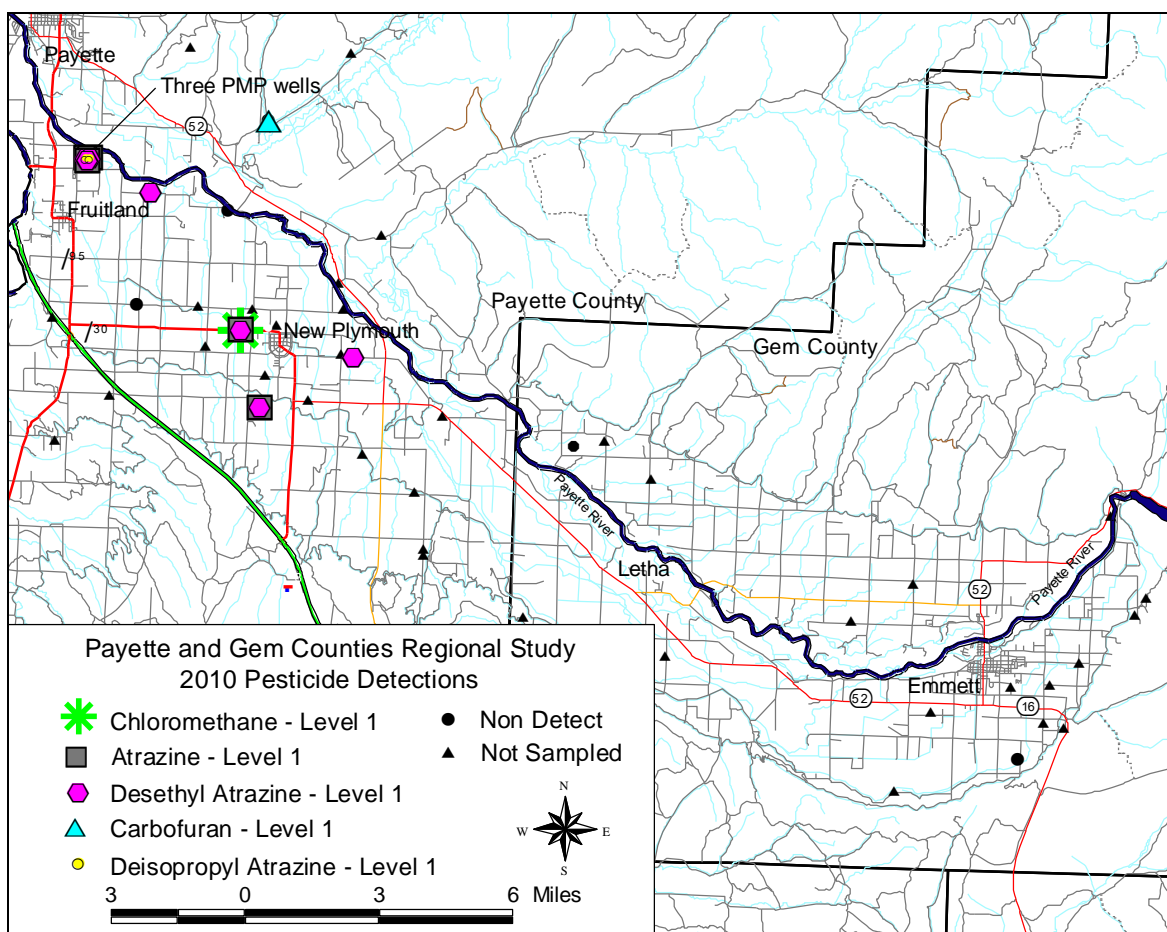 Payette
Three PMP wells
52
Fruitland
95
Payette County
30
New Plymouth
Gem County
Payette River
Letha
52
Payette River
Emmett
52
16
Payette and Gem Counties Regional Study
2010 Pesticide Detections
Chloromethane - Level 1
Non Detect
Atrazine - Level 1
Not Sampled
Desethyl Atrazine - Level 1
Carbofuran - Level 1
Deisopropyl Atrazine - Level 1
N
W
E
S
3 0 3 6 Miles